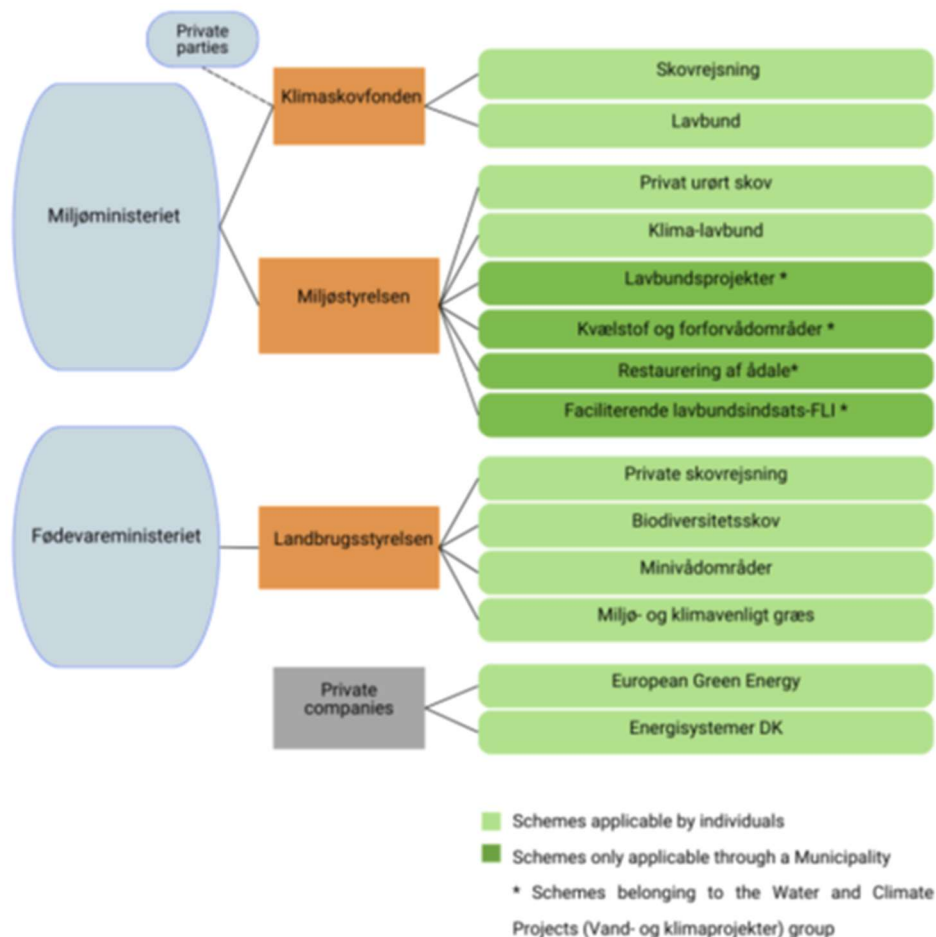 Private
parties
Klimaskovfonden
Skovrejsning
Lavbund
Miljøministeriet
Miljøstyrelsen
Privat urørt skov
Klima-lavbund
Lavbundsprojekter *
Kvælstof og forforvådområder *
Restaurering af ådale*
Faciliterende lavbundsindsats-FLI *
Fødevareministeriet
Landbrugsstyrelsen
Private skovrejsning
Biodiversitetsskov
Minivådområder
Miljø- og klimavenligt græs
Private
companies
European Green Energy
Energisystemer DK
Schemes applicable by individuals
Schemes only applicable through a Municipality
* Schemes belonging to the Water and Climate
Projects (Vand- og klimaprojekter) group